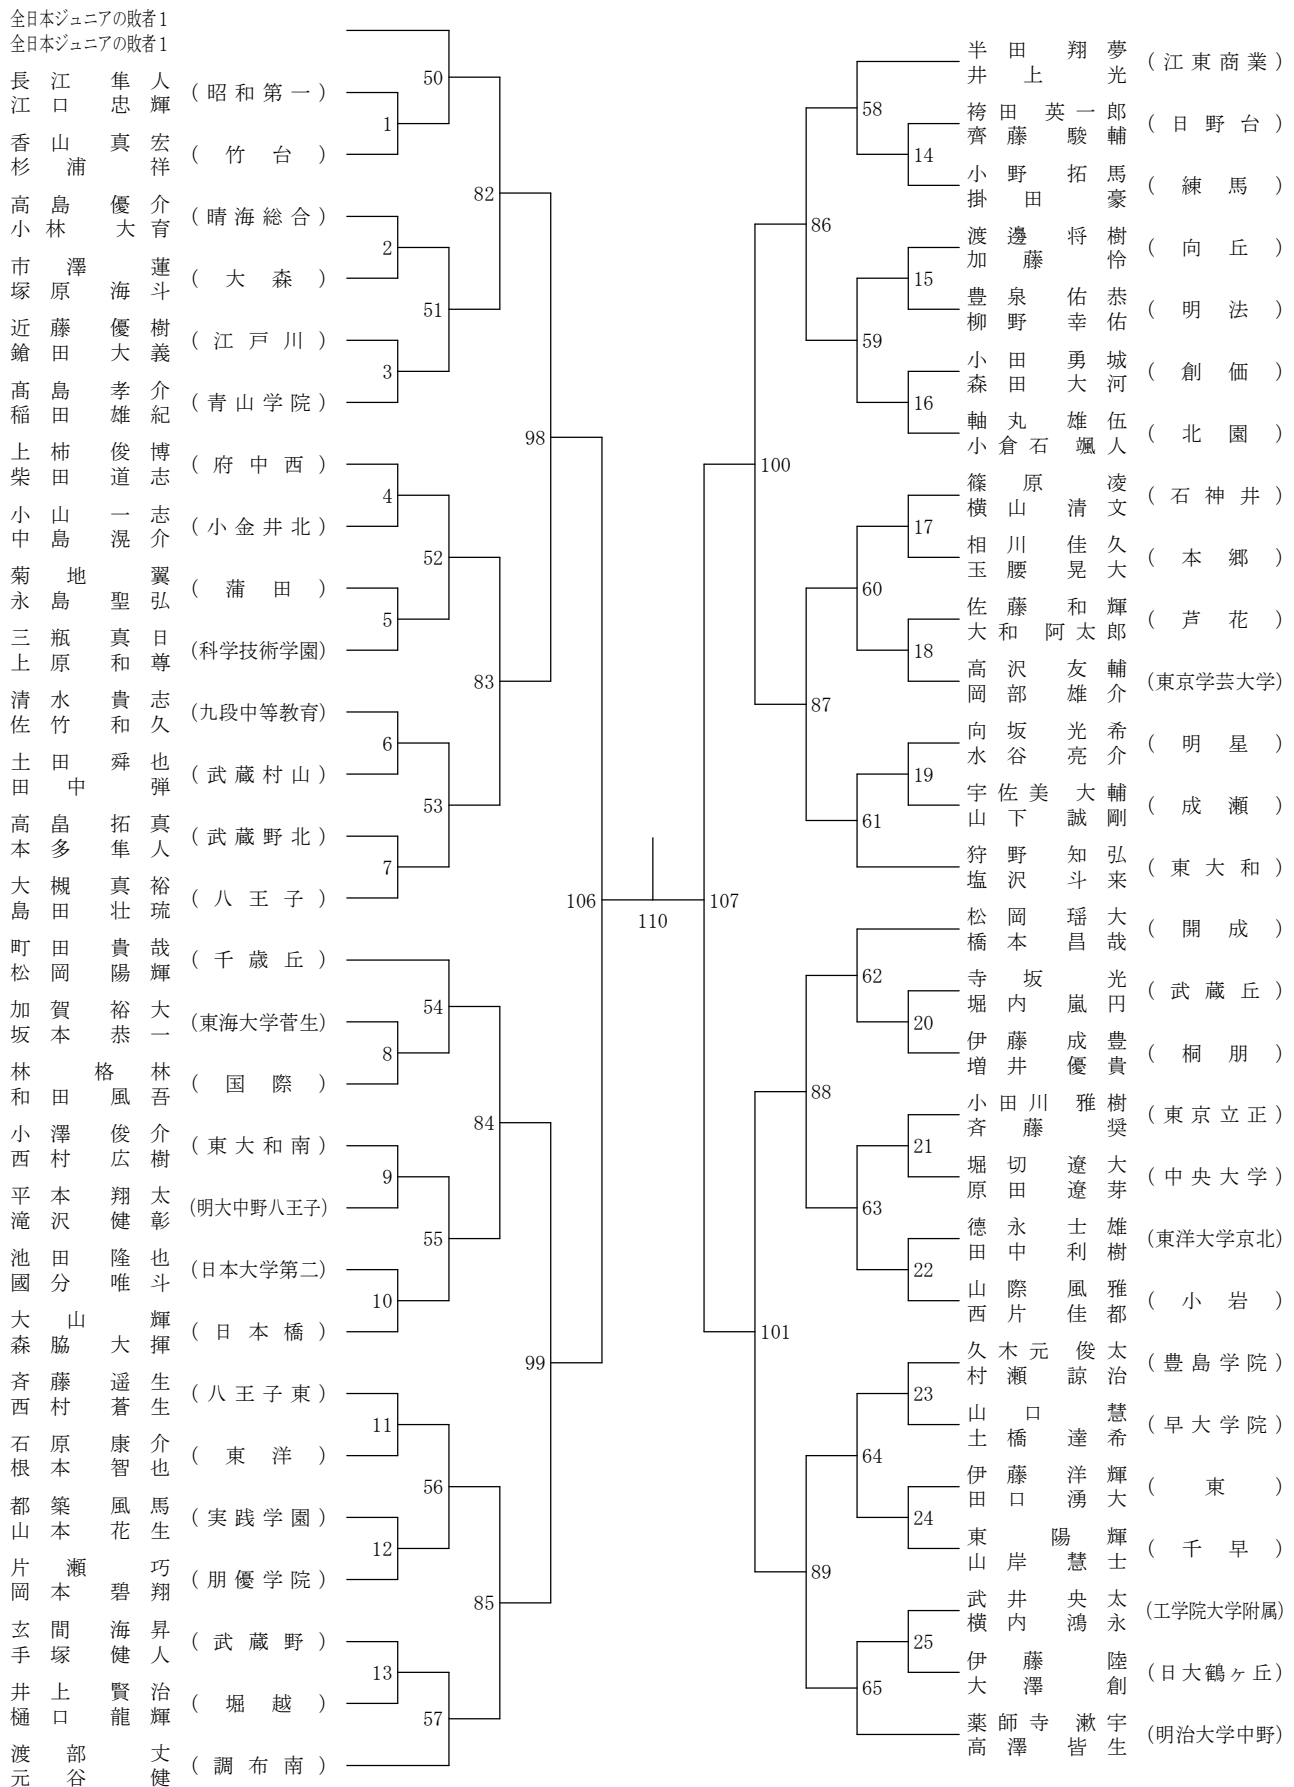 全日本ジュニアの敗者1
全日本ジュニアの敗者1
長江 隼人
江口 忠輝
(昭和第一)
香山 真宏
杉浦 祥
(竹台)
高島 優介
小林 大育
(晴海総合)
市澤 蓮
塚原 海斗
(大森)
近藤 優樹
鎗田 大義
(江戸川)
髙島 孝介
稲田 雄紀
(青山学院)
上柿 俊博
柴田 道志
(府中西)
小山 一志
中島 滉介
(小金井北)
菊地 翼
永島 聖弘
(蒲田)
三瓶 真日
上原 和尊
(科学技術学園)
清水 貴志
佐竹 和久
(九段中等教育)
土田 舜也
田中 弾
(武蔵村山)
高畠 拓真
本多 隼人
(武蔵野北)
大槻 真裕
島田 壮琉
(八王子)
町田 貴哉
松岡 陽輝
(千歳丘)
加賀 裕大
坂本 恭一
(東海大学菅生)
林 格林
和田 風吾
(国際)
小澤 俊介
西村 広樹
(東大和南)
平本 翔太
滝沢 健彰
(明大中野八王子)
池田 隆也
國分 唯斗
(日本大学第二)
大山 輝
森脇 大揮
(日本橋)
斉藤 遥生
西村 蒼生
(八王子東)
石原 康介
根本 智也
(東洋)
都築 風馬
山本 花生
(実践学園)
片瀬 巧
岡本 碧翔
(朋優学院)
玄間 海昇
手塚 健人
(武蔵野)
井上 賢治
樋口 龍輝
(堀越)
渡部 丈
元谷 健
(調布南)
1
2
3
4
5
6
7
8
9
10
11
12
13
50
51
52
53
54
55
56
57
82
83
84
85
98
99
106
110
107
100
101
86
87
88
89
58
59
60
61
62
63
64
65
14
15
16
17
18
19
20
21
22
23
24
25
半田 翔夢
井上 光
(江東商業)
袴田 英一郎
齊藤 駿輔
(日野台)
小野 拓馬
掛田 豪
(練馬)
渡邊 将樹
加藤 怜
(向丘)
豊泉 佑恭
柳野 幸佑
(明法)
小田 勇城
森田 大河
(創価)
軸丸 雄伍
小倉石 颯人
(北園)
篠原 凌
横山 清文
(石神井)
相川 佳久
玉腰 晃大
(本郷)
佐藤 和輝
大和 阿太郎
(芦花)
高沢 友輔
岡部 雄介
(東京学芸大学)
向坂 光希
水谷 亮介
(明星)
宇佐美 大輔
山下 誠剛
(成瀬)
狩野 知弘
塩沢 斗来
(東大和)
松岡 瑶大
橋本 昌哉
(開成)
寺坂 光
堀内 嵐円
(武蔵丘)
伊藤 成豊
増井 優貴
(桐朋)
小田川 雅樹
斉藤 奨
(東京立正)
堀切 遼大
原田 遼芽
(中央大学)
德永 士雄
田中 利樹
(東洋大学京北)
山際 風雅
西片 佳都
(小岩)
久木元 俊太
村瀬 諒治
(豊島学院)
山口 慧
土橋 達希
(早大学院)
伊藤 洋輝
田口 湧大
(東)
東 陽輝
山岸 慧士
(千早)
武井 央太
横内 鴻永
(工学院大学附属)
伊藤 陸
大澤 創
(日大鶴ヶ丘)
薬師寺 漱宇
高澤 皆生
(明治大学中野)